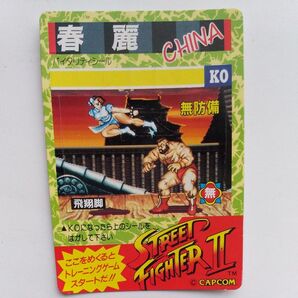 春麗
CHINA
バイタリティシール
KO
無防備
飛翔脚
無
▲KOになったら上のシールを
はがして下さい
ここをめくると
トレーニングゲーム
スタートだ!!
STREET
FIGHTER II
TM
© CAPCOM